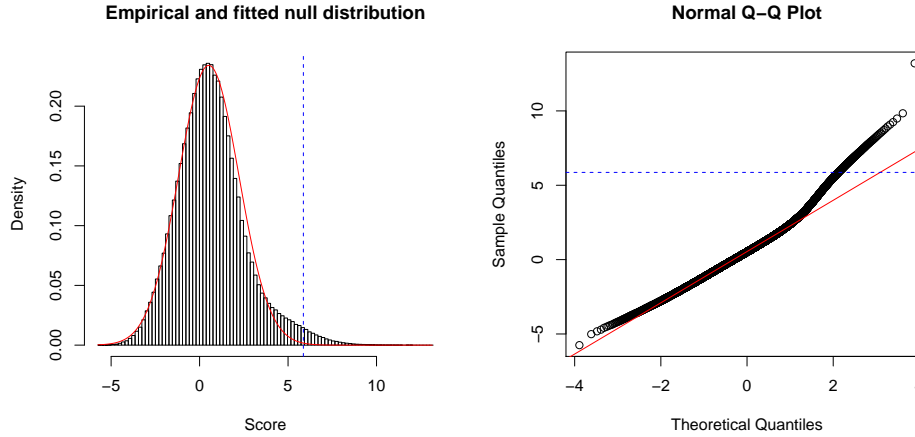 Empirical and fitted null distribution
Density
0.00
0.05
0.10
0.15
0.20
−5
0
5
10
Score
Normal Q−Q Plot
Sample Quantiles
−5
0
5
10
−4
−2
0
2
Theoretical Quantiles